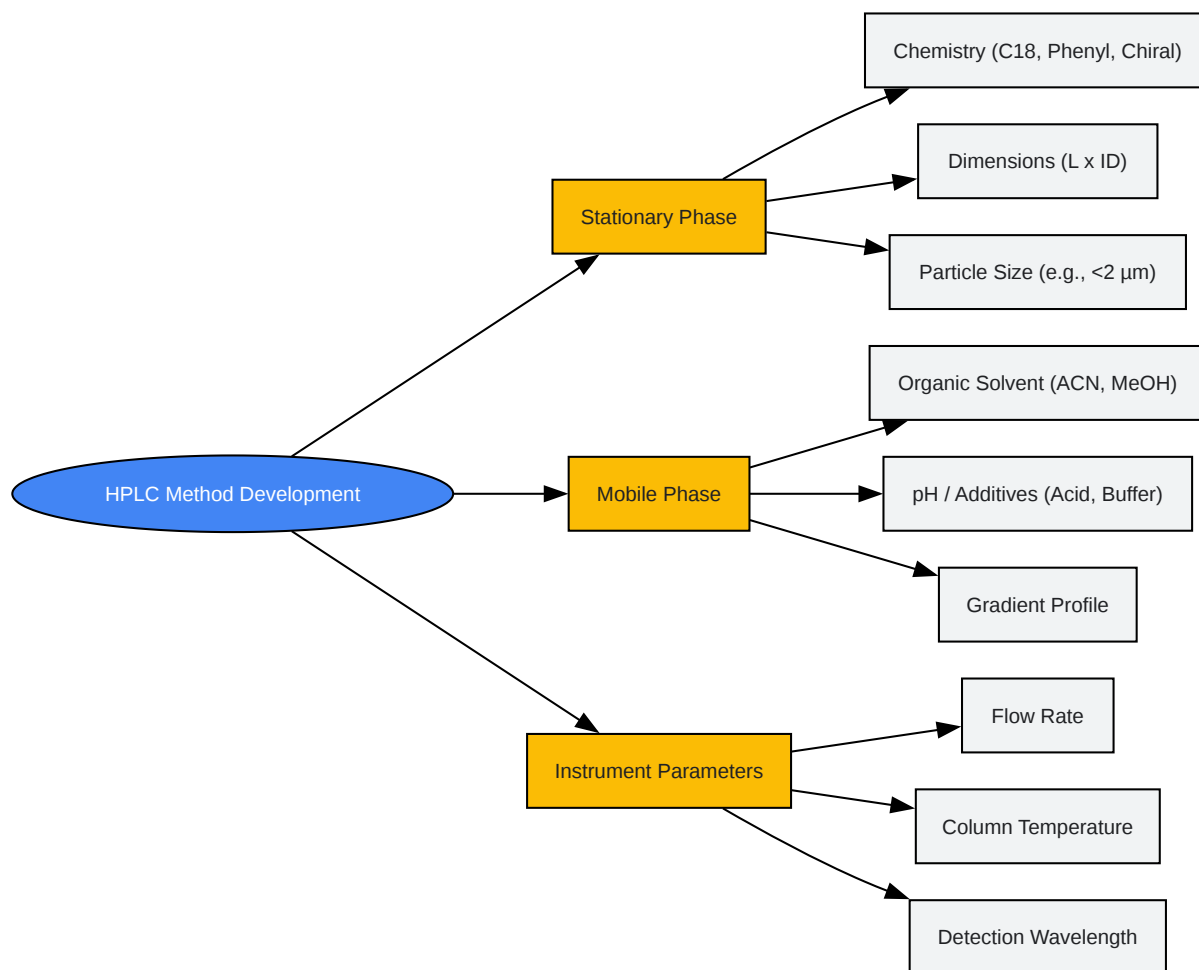 Chemistry (C18, Phenyl, Chiral)
Dimensions (L x ID)
Stationary Phase
Particle Size (e.g., <2 µm)
Organic Solvent (ACN, MeOH)
HPLC Method Development
Mobile Phase
pH / Additives (Acid, Buffer)
Gradient Profile
Flow Rate
Instrument Parameters
Column Temperature
Detection Wavelength